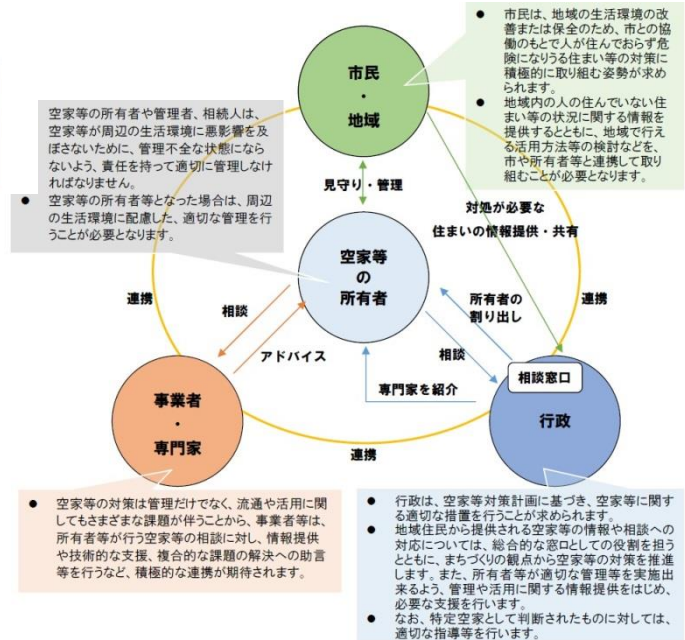 ● 市民は、地域の生活環境の改
善または保全のため、市との協
働のもとで人が住んでおらず危
険になりうる住まい等の対策に
積極的に取り組む姿勢が求め
られます。
● 地域内の人の住んでいない住
まい等の状況に関する情報を
提供するとともに、地域で行え
る活用方法等の検討などを、
市や所有者等と連携して取り
組むことが必要となります。
市民
・
地域
空家等の所有者や管理者、相続人は、
空家等が周辺の生活環境に悪影響を及
ぼさないために、管理不全な状態になら
ないよう、責任を持って適切に管理しなけ
ればなりません。
● 空家等の所有者等となった場合は、周辺
の生活環境に配慮した、適切な管理を行
うことが必要となります。
見守り・管理
対処が必要な
住まいの情報提供・共有
空家等
の
所有者
連携
連携
相談
アドバイス
所有者の
割り出し
相談
専門家を紹介
相談窓口
事業者
・
専門家
行政
連携
● 空家等の対策は管理だけでなく、流通や活用に関
してもさまざまな課題が伴うことから、事業者等は、
所有者等が行う空家等の相談に対し、情報提供
や技術的な支援、複合的な課題の解決への助言
等を行うなど、積極的な連携が期待されます。
● 行政は、空家等対策計画に基づき、空家等に関す
る適切な措置を行うことが求められます。
● 地域住民から提供される空家等の情報や相談への
対応については、総合的な窓口としての役割を担う
とともに、まちづくりの観点から空家等の対策を推進
します。また、所有者等が適切な管理等を実施出
来るよう、管理や活用に関する情報提供をはじめ、
必要な支援を行います。
● なお、特定空家として判断されたものに対しては、
適切な指導等を行います。